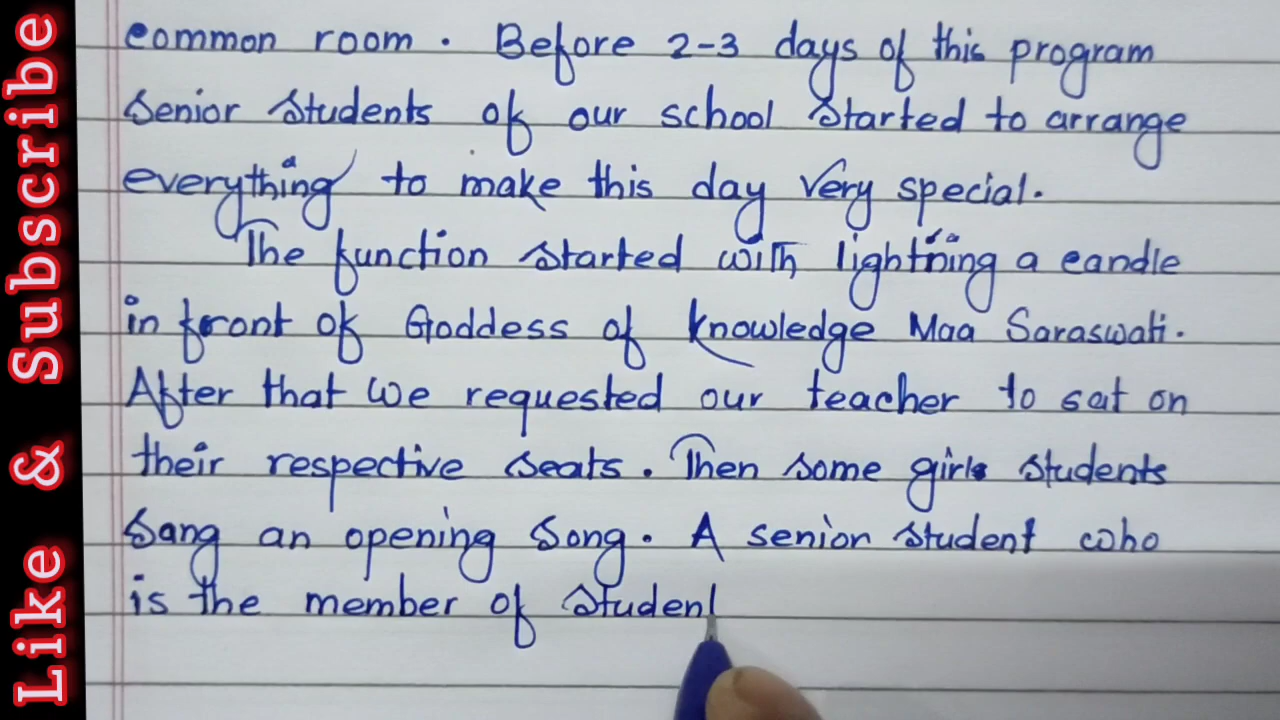 common room. Before 2-3 days of this program
senior students of our school started to arrange
everything to make this day very special.
The function started with lightning a candle
in front of Goddess of Knowledge Maa Saraswati.
After that we requested our teacher to sat on
their respective seats. Then some girls students
sang an opening song. A senior student who
is the member of student
Like & Subscribe